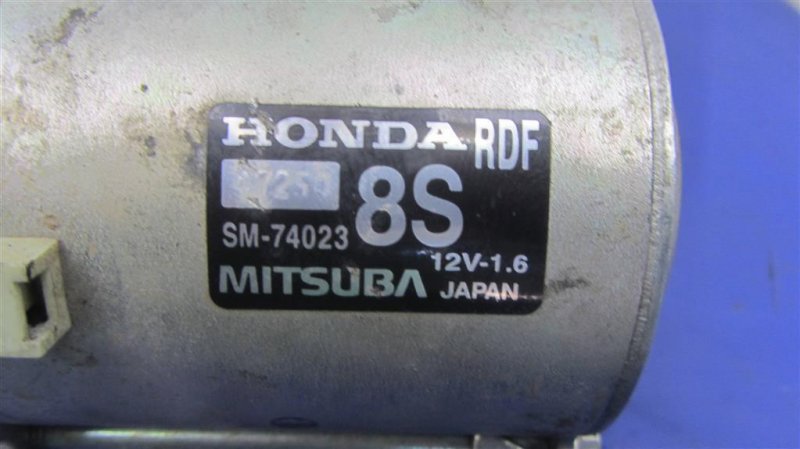 HONDA RDF
8S
SM-74023
12V-1.6
MITSUBA JAPAN